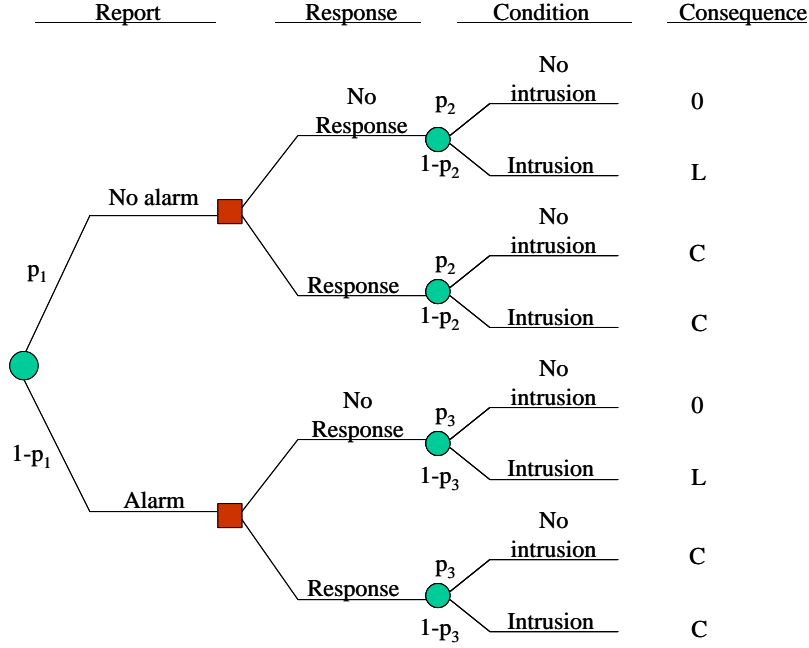 Report Response Condition Consequence
No
intrusion
0
No
Response
p2
1-p2
Intrusion
L
No alarm
No
intrusion
C
p1
Response
p2
1-p2
Intrusion
C
No
intrusion
0
No
Response
p3
1-p3
Intrusion
L
1-p1
Alarm
No
intrusion
C
Response
p3
1-p3
Intrusion
C